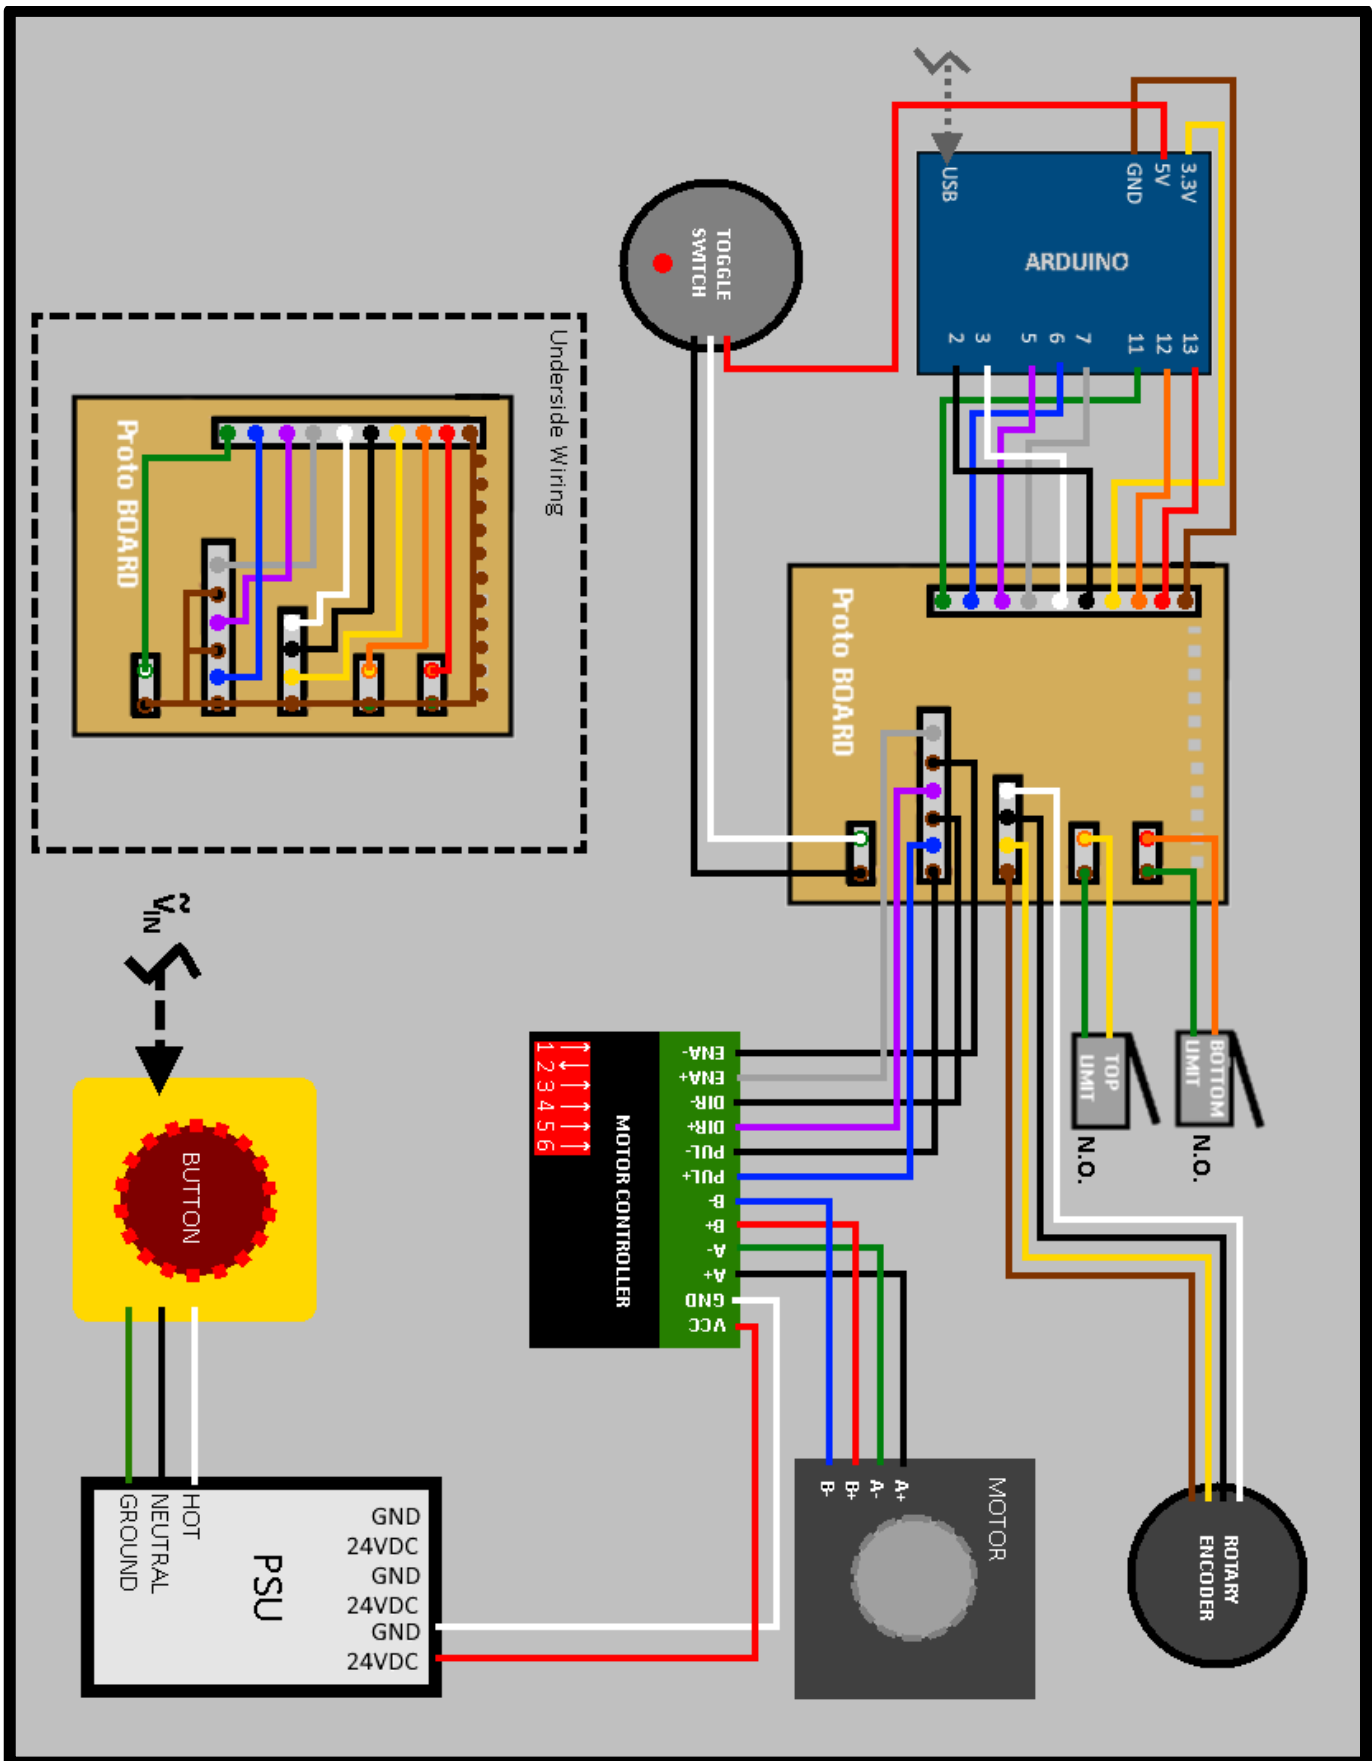 USB
GND
5V
3.3V
ARDUINO
2
3
5
6
7
11
12
13
TOGGLE
SWITCH
Underside Wiring
Proto BOARD
Proto BOARD
~
VIN
BUTTON
GROUND
NEUTRAL
HOT
PSU
GND
24VDC
GND
24VDC
GND
24VDC
1
2
3
4
5
6
MOTOR CONTROLLER
ENA-
ENA+
DIR-
DIR+
PUL-
PUL+
B-
B+
A-
A+
GND
VCC
TOP
LIMIT
N.O.
BOTTOM
LIMIT
N.O.
MOTOR
B-
B+
A-
A+
ROTARY
ENCODER